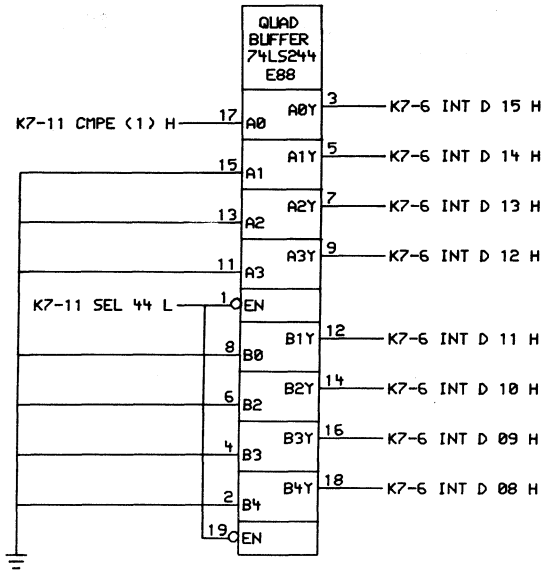 QUAD
BUFFER
74LS244
E88
K7-11 CMPE (1) H 17 A0 A0Y 3 K7-6 INT D 15 H
15 A1 A1Y 5 K7-6 INT D 14 H
13 A2 A2Y 7 K7-6 INT D 13 H
11 A3 A3Y 9 K7-6 INT D 12 H
K7-11 SEL 44 L 1 EN
8 B0 B1Y 12 K7-6 INT D 11 H
6 B2 B2Y 14 K7-6 INT D 10 H
4 B3 B3Y 16 K7-6 INT D 09 H
2 B4 B4Y 18 K7-6 INT D 08 H
19 EN